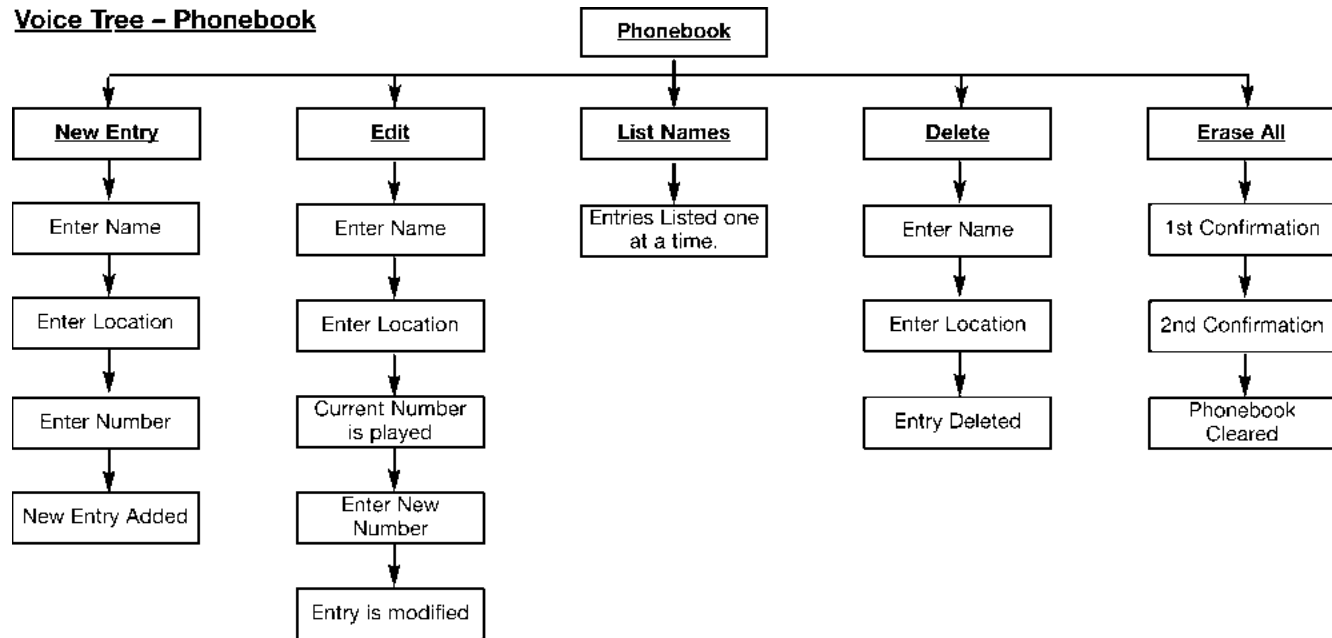 Voice Tree – Phonebook
Phonebook
New Entry
Edit
List Names
Delete
Erase All
Enter Name
Enter Name
Entries Listed one
at a time.
Enter Name
1st Confirmation
Enter Location
Enter Location
Enter Location
2nd Confirmation
Enter Number
Current Number
is played
Entry Deleted
Phonebook
Cleared
New Entry Added
Enter New
Number
Entry is modified